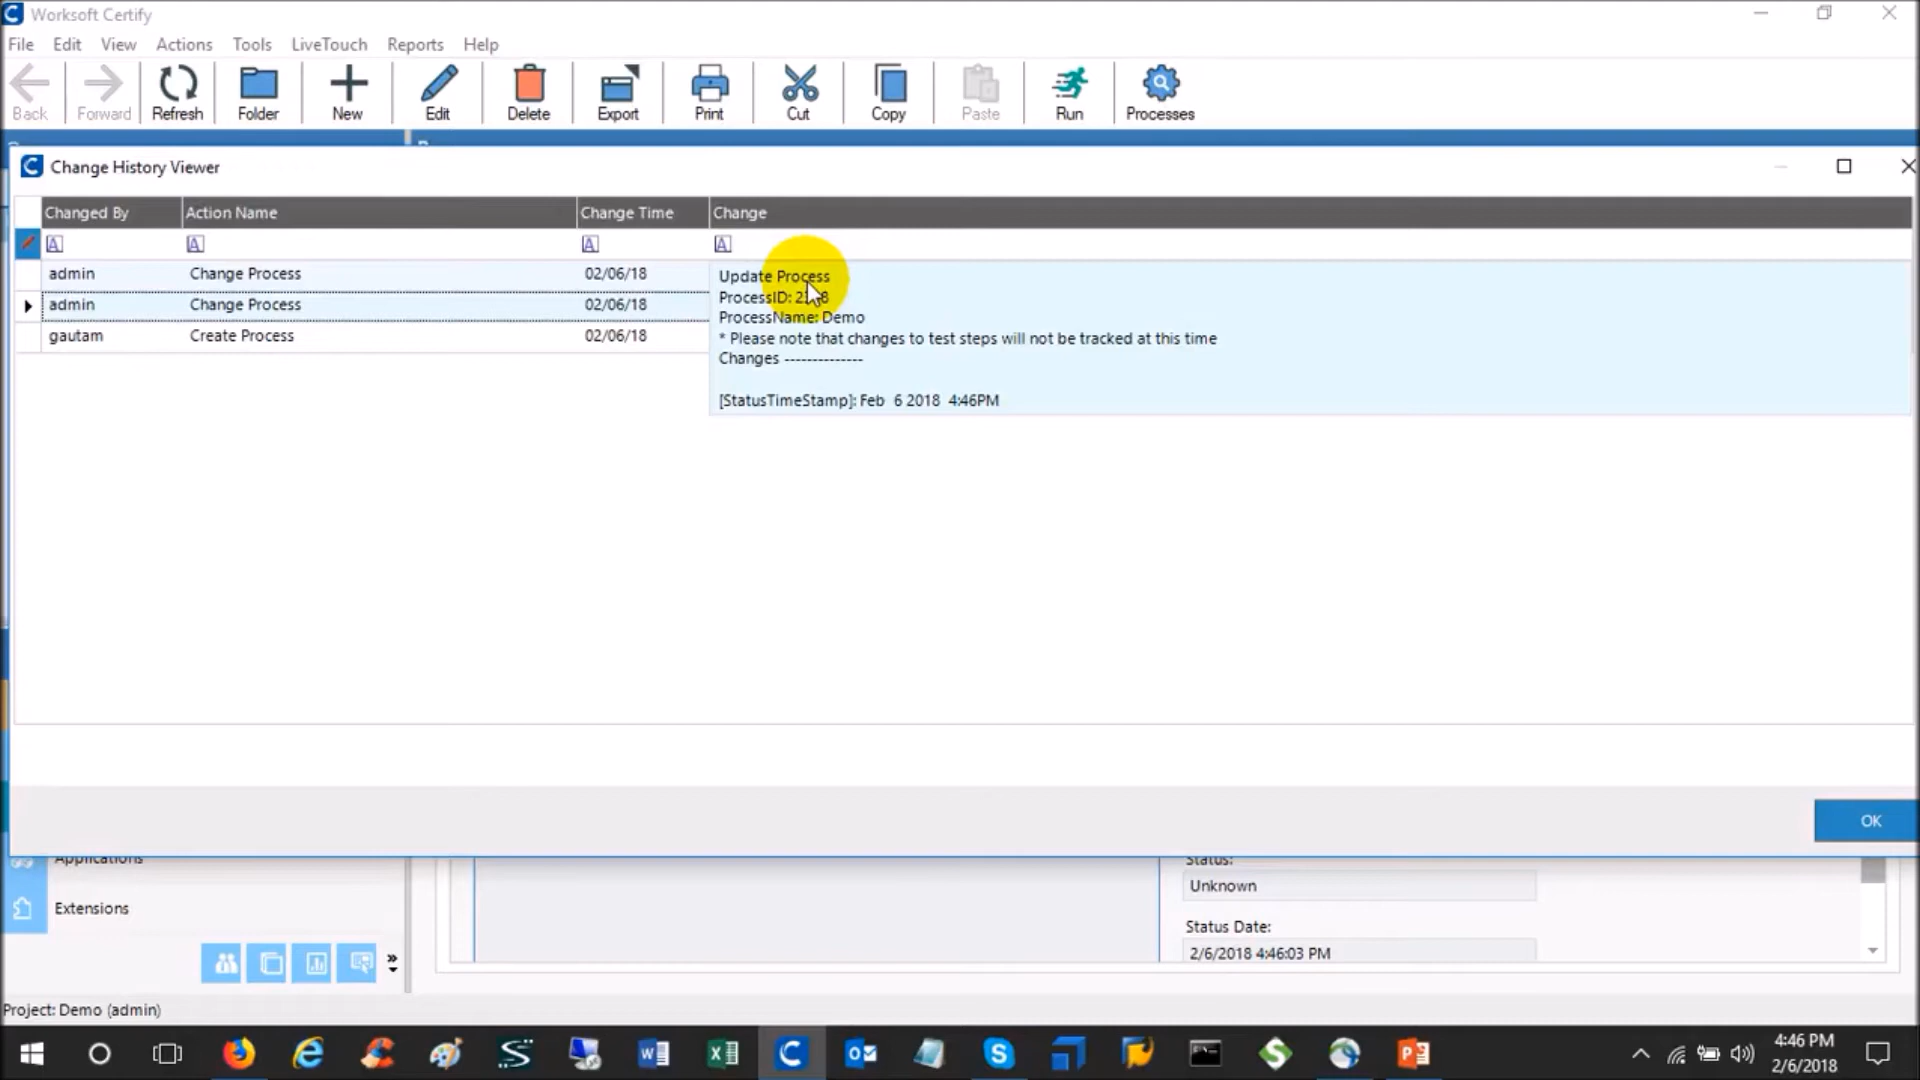 Worksoft Certify
File Edit View Actions Tools LiveTouch Reports Help
Back Forward Refresh Folder New Edit Delete Export Print Cut Copy Paste Run Processes
Change History Viewer
Changed By Action Name Change Time Change
admin Change Process 02/06/18
admin Change Process 02/06/18
gautam Create Process 02/06/18
Update Process
ProcessID:
ProcessName: Demo
* Please note that changes to test steps will not be tracked at this time
Changes --------------
[StatusTimeStamp]: Feb 6 2018 4:46PM
OK
Applications
Extensions
Status:
Unknown
Status Date:
2/6/2018 4:46:03 PM
Project: Demo (admin)
4:46 PM
2/6/2018